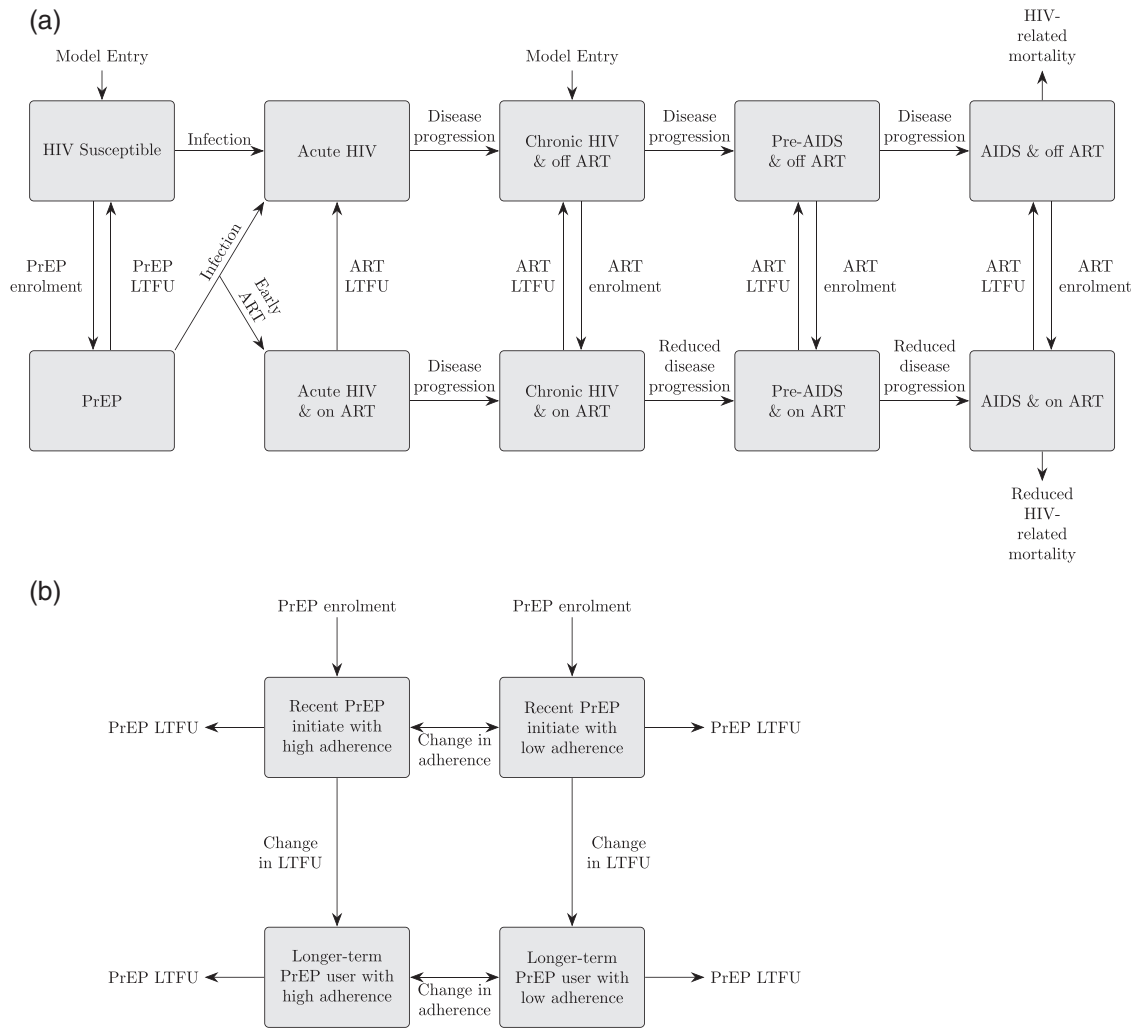 (a)
Model Entry
Model Entry
HIV-
related
mortality
HIV Susceptible
Infection
Acute HIV
Disease
progression
Chronic HIV
& off ART
Disease
progression
Pre-AIDS
& off ART
Disease
progression
AIDS & off ART
PrEP
enrolment
PrEP
LTFU
Infection
Early
ART
ART
LTFU
ART
LTFU
ART
enrolment
ART
LTFU
ART
enrolment
ART
LTFU
ART
enrolment
PrEP
Acute HIV
& on ART
Disease
progression
Chronic HIV
& on ART
Reduced
disease
progression
Pre-AIDS
& on ART
Reduced
disease
progression
AIDS & on ART
Reduced
HIV-
related
mortality
(b)
PrEP enrolment
PrEP enrolment
PrEP LTFU
Recent PrEP
initiate with
high adherence
Change in
adherence
Recent PrEP
initiate with
low adherence
PrEP LTFU
Change
in LTFU
Change
in LTFU
PrEP LTFU
Longer-term
PrEP user with
high adherence
Change in
adherence
Longer-term
PrEP user with
low adherence
PrEP LTFU